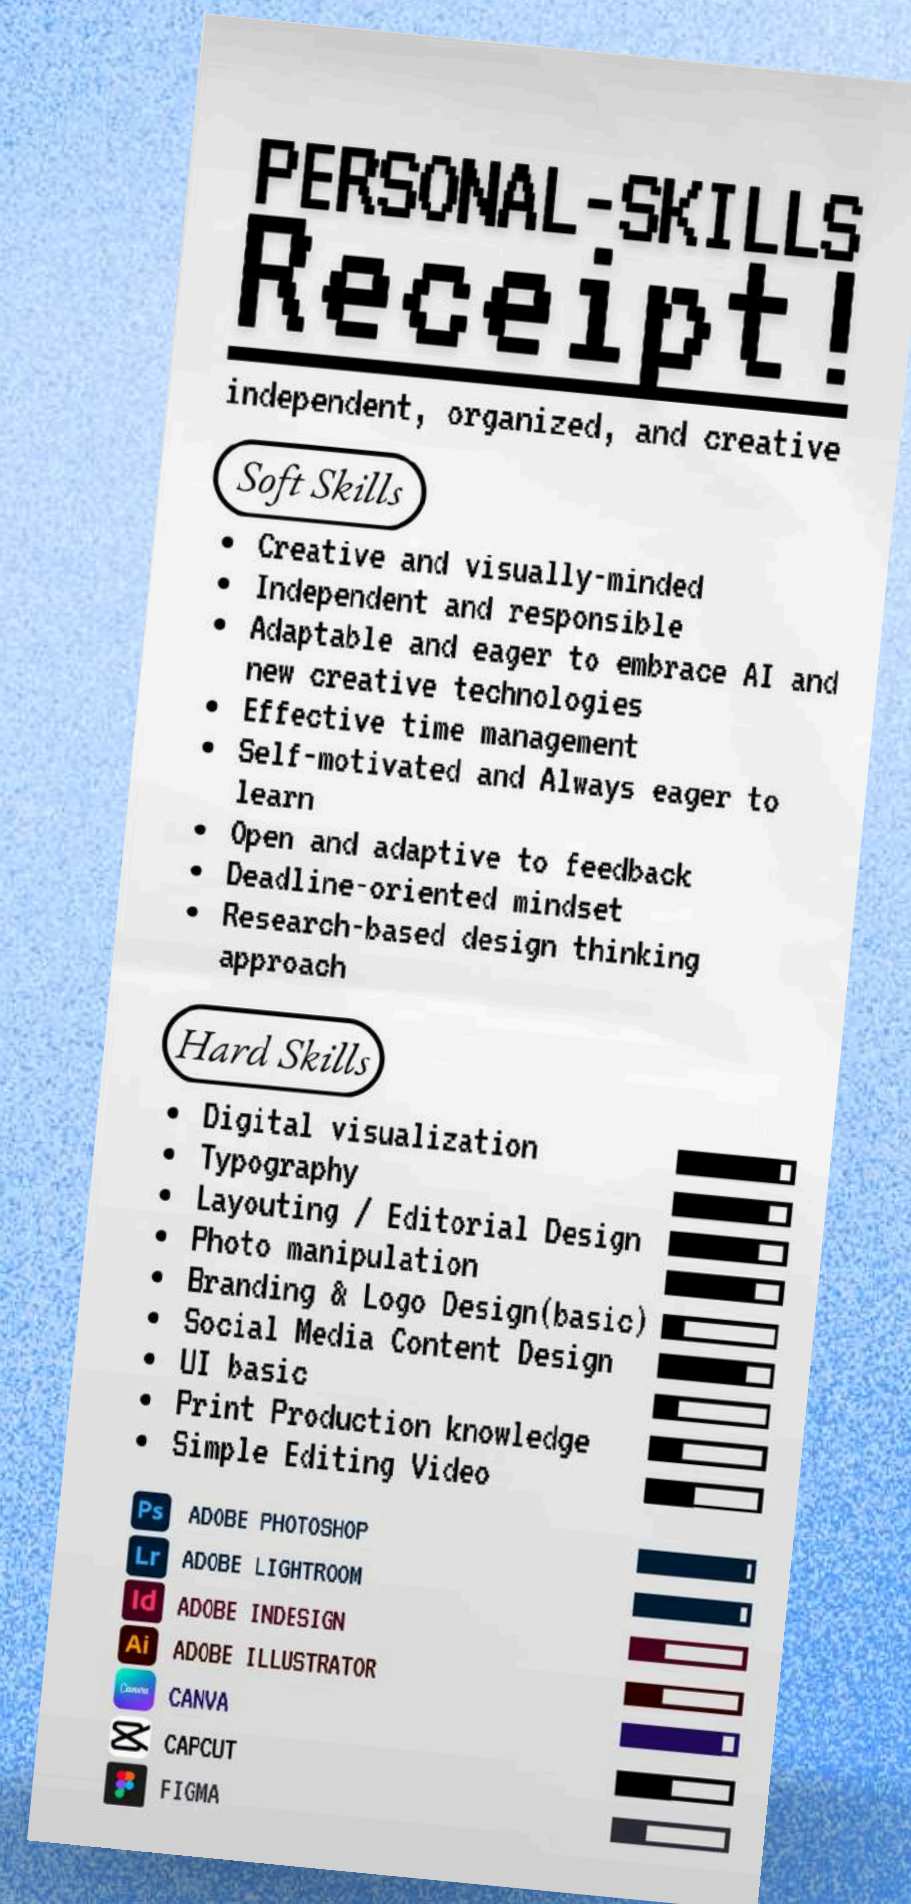 PERSONAL-SKILLS
Receipt!
independent, organized, and creative
Soft Skills
• Creative and visually-minded
• Independent and responsible
• Adaptable and eager to embrace AI and
new creative technologies
• Effective time management
• Self-motivated and Always eager to
learn
• Open and adaptive to feedback
• Deadline-oriented mindset
• Research-based design thinking
approach
Hard Skills
• Digital visualization
• Typography
• Layouting / Editorial Design
• Photo manipulation
• Branding & Logo Design(basic)
• Social Media Content Design
• UI basic
• Print Production knowledge
• Simple Editing Video
Ps ADOBE PHOTOSHOP
Lr ADOBE LIGHTROOM
Id ADOBE INDESIGN
Ai ADOBE ILLUSTRATOR
Canva CANVA
CAPCUT
FIGMA